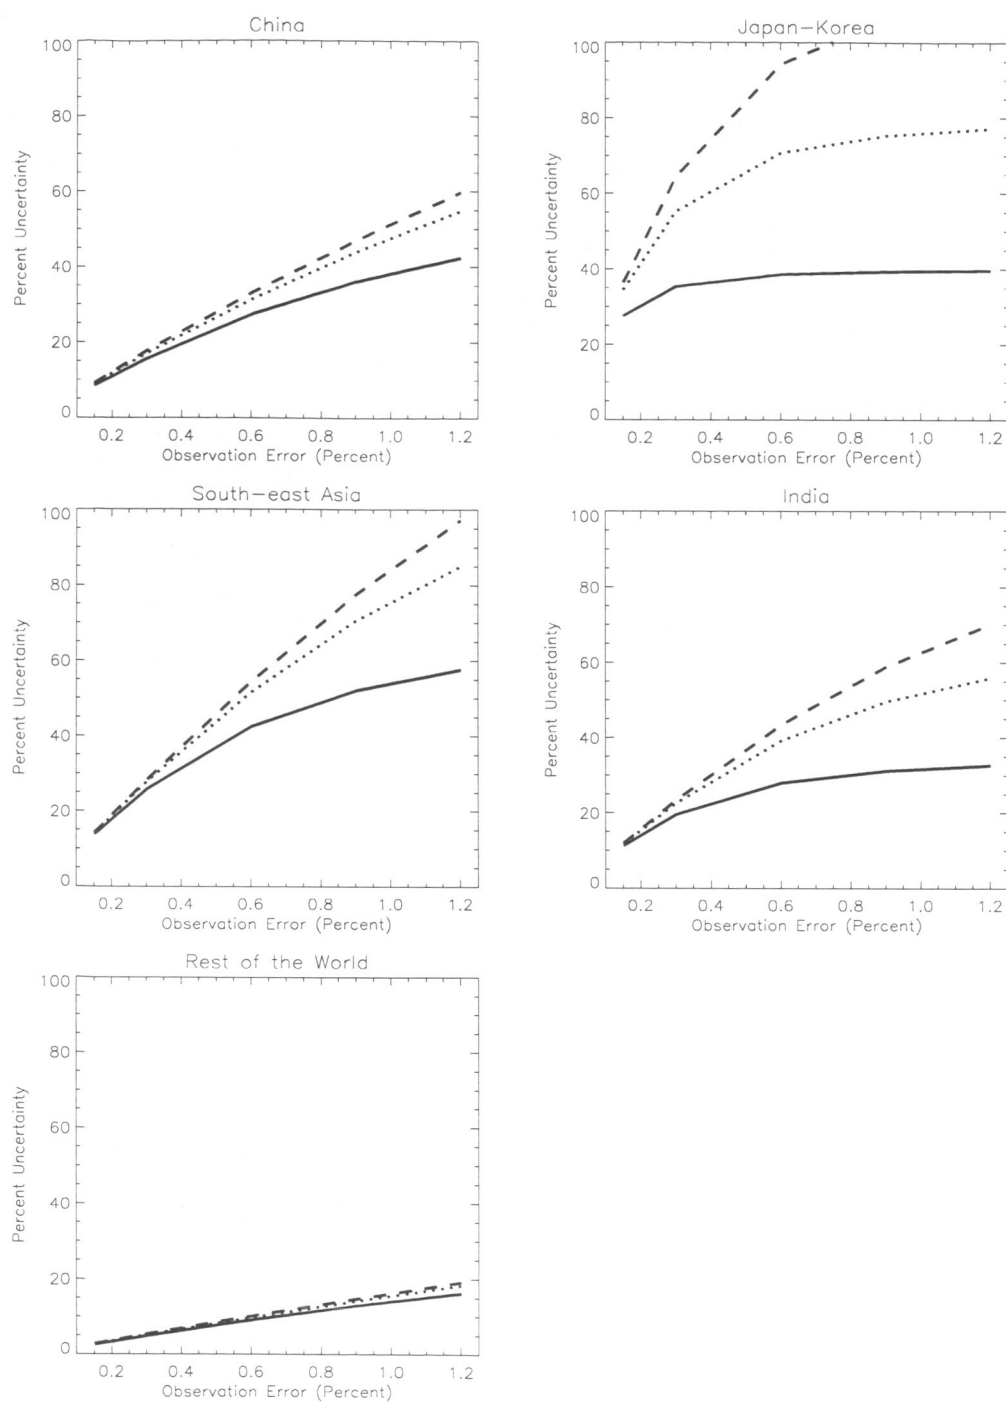 China
100
80
60
40
20
0
Percent Uncertainty
0.2 0.4 0.6 0.8 1.0 1.2
Observation Error (Percent)
Japan-Korea
100
80
60
40
20
0
Percent Uncertainty
0.2 0.4 0.6 0.8 1.0 1.2
Observation Error (Percent)
South-east Asia
100
80
60
40
20
0
Percent Uncertainty
0.2 0.4 0.6 0.8 1.0 1.2
Observation Error (Percent)
India
100
80
60
40
20
0
Percent Uncertainty
0.2 0.4 0.6 0.8 1.0 1.2
Observation Error (Percent)
Rest of the World
100
80
60
40
20
0
Percent Uncertainty
0.2 0.4 0.6 0.8 1.0 1.2
Observation Error (Percent)